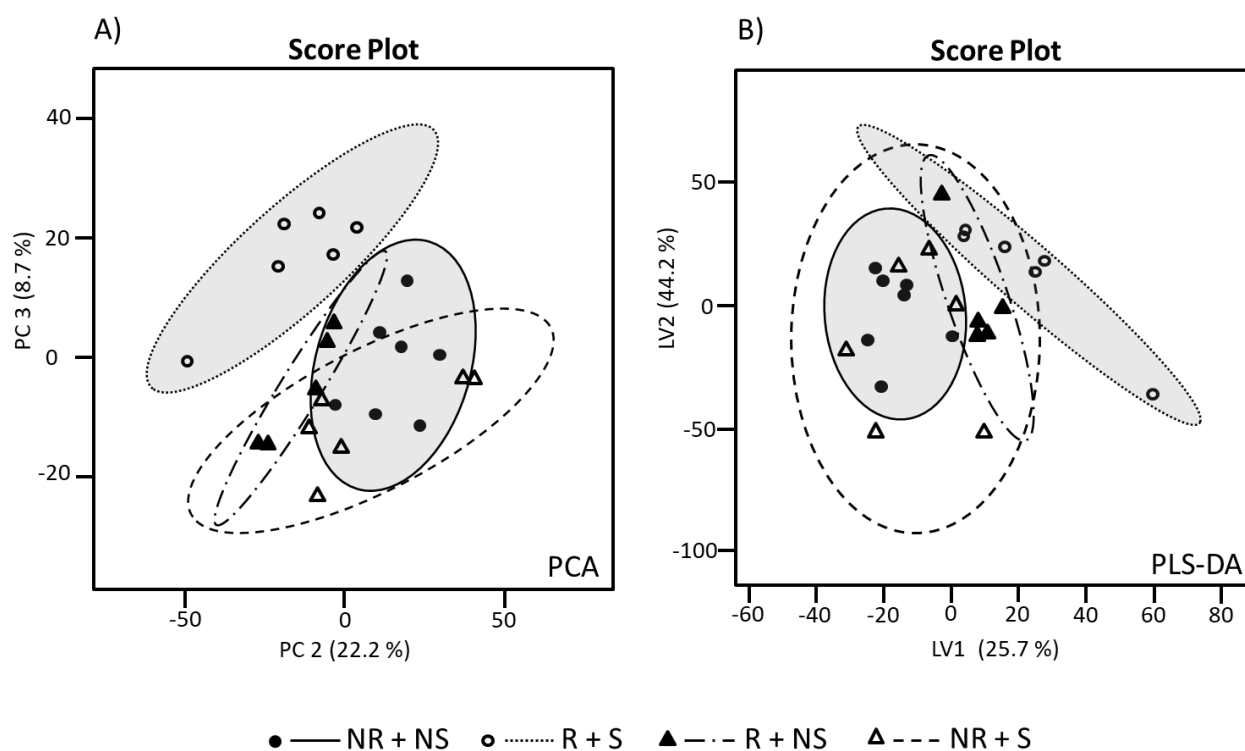 A)
Score Plot
40
20
0
-20
PC 3 (8.7 %)
-50
0
50
PC 2 (22.2 %)
PCA
B)
Score Plot
50
0
-50
-100
LV2 (44.2 %)
-60
-40
-20
0
20
40
60
80
LV1 (25.7 %)
PLS-DA
NR + NS
R + S
R + NS
NR + S